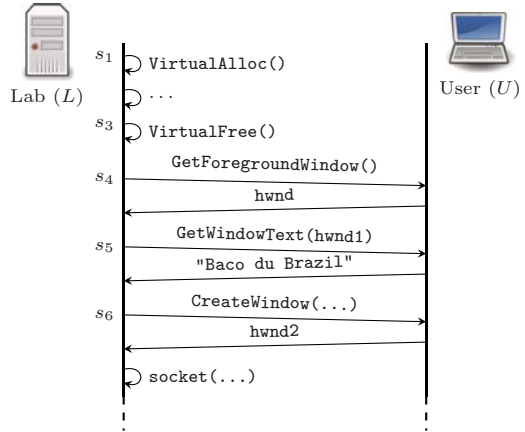 Lab (L)
User (U)
s1
VirtualAlloc()
...
s3
VirtualFree()
GetForegroundWindow()
s4
hwnd
GetWindowText(hwnd1)
s5
"Baco du Brazil"
CreateWindow(...)
s6
hwnd2
socket(...)